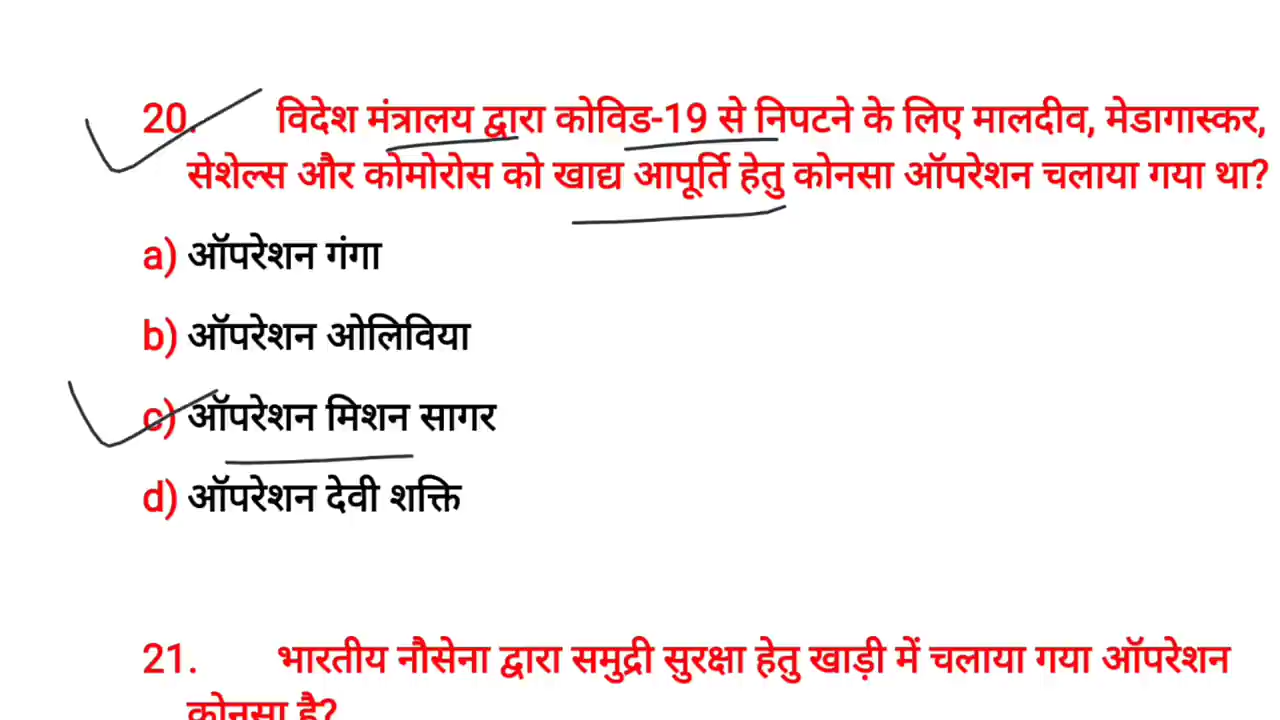 20. विदेश मंत्रालय द्वारा कोविड-19 से निपटने के लिए मालदीव, मेडागास्कर,
सेशेल्स और कोमोरोस को खाद्य आपूर्ति हेतु कोनसा ऑपरेशन चलाया गया था?
a) ऑपरेशन गंगा
b) ऑपरेशन ओलिविया
c) ऑपरेशन मिशन सागर
d) ऑपरेशन देवी शक्ति
21. भारतीय नौसेना द्वारा समुद्री सुरक्षा हेतु खाड़ी में चलाया गया ऑपरेशन
कोनसा है?